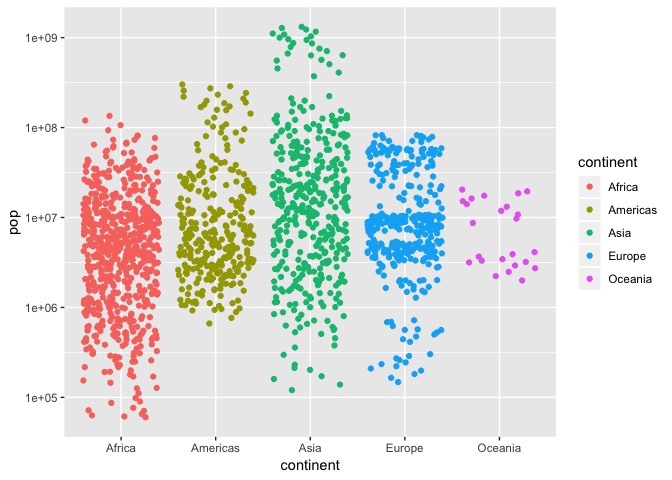 1e+09
1e+08
1e+07
1e+06
1e+05
pop
Africa Americas Asia Europe Oceania
continent
continent
Africa
Americas
Asia
Europe
Oceania